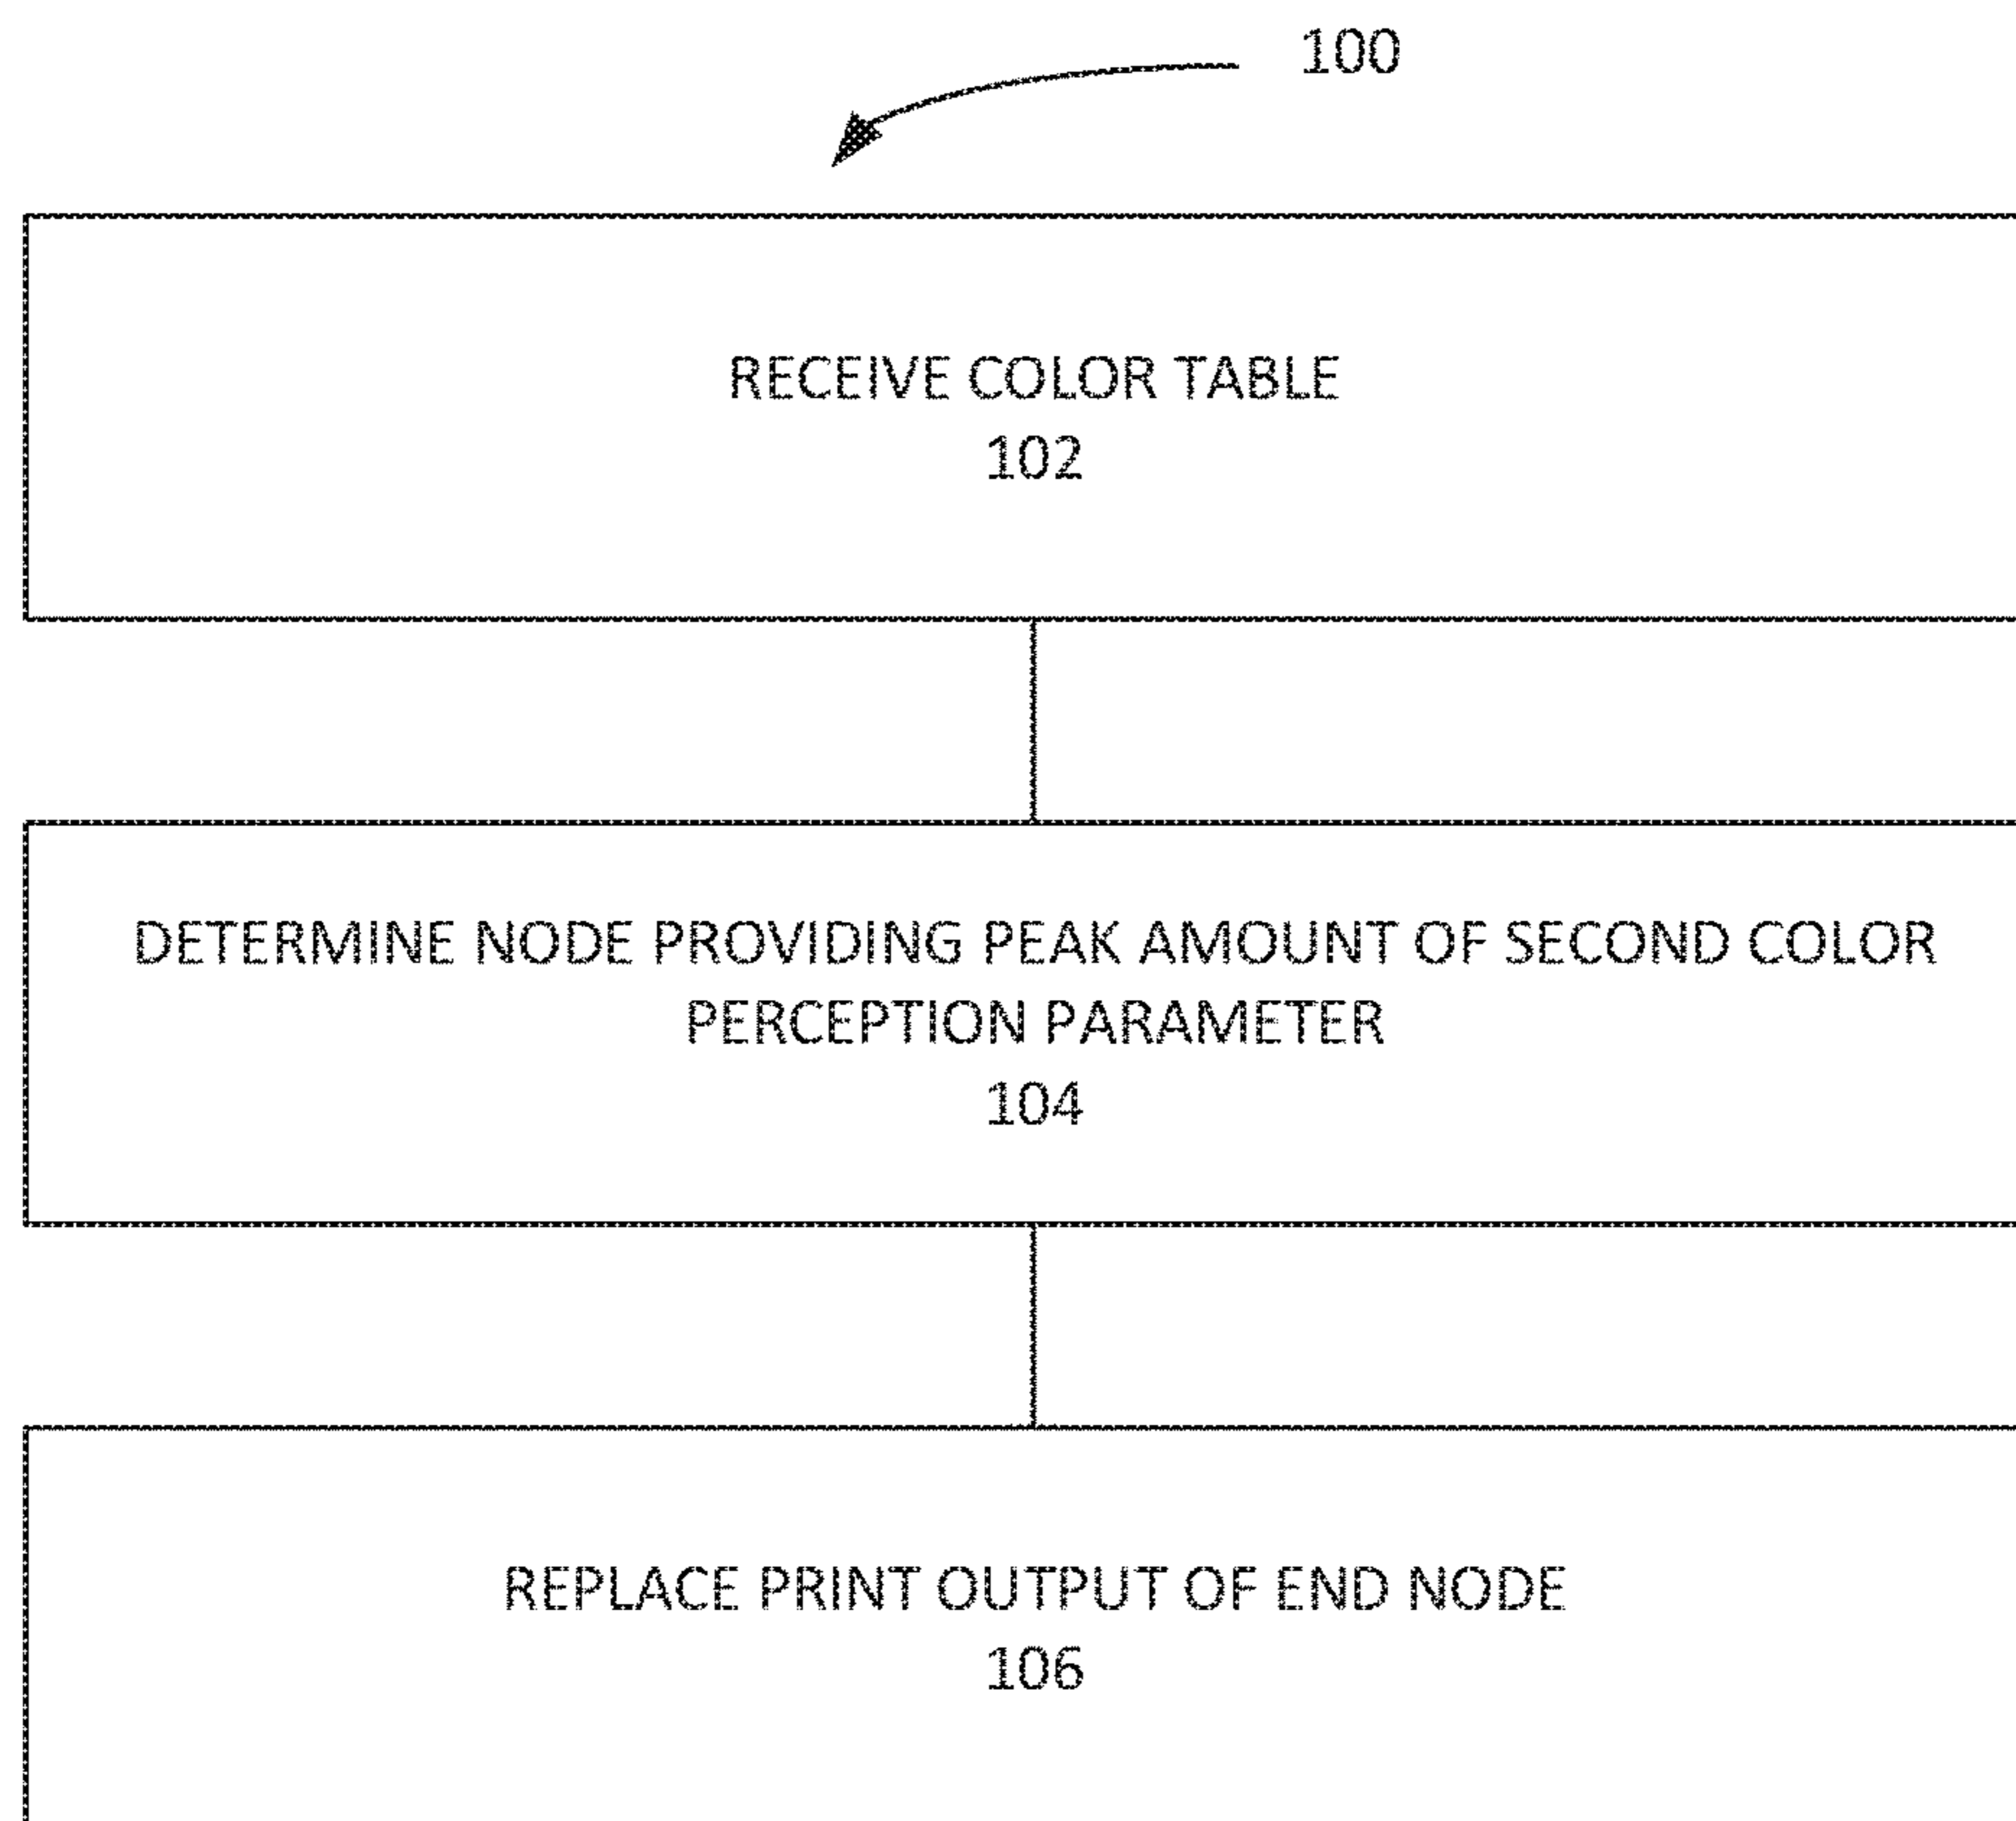 100
RECEIVE COLOR TABLE
102
DETERMINE NODE PROVIDING PEAK AMOUNT OF SECOND COLOR
PERCEPTION PARAMETER
104
REPLACE PRINT OUTPUT OF END NODE
106